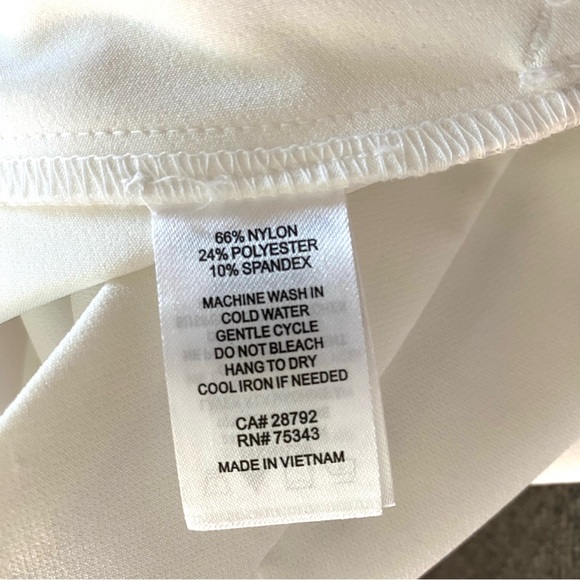 66% NYLON
24% POLYESTER
10% SPANDEX
MACHINE WASH IN
COLD WATER
GENTLE CYCLE
DO NOT BLEACH
HANG TO DRY
COOL IRON IF NEEDED
CA# 28792
RN# 75343
MADE IN VIETNAM